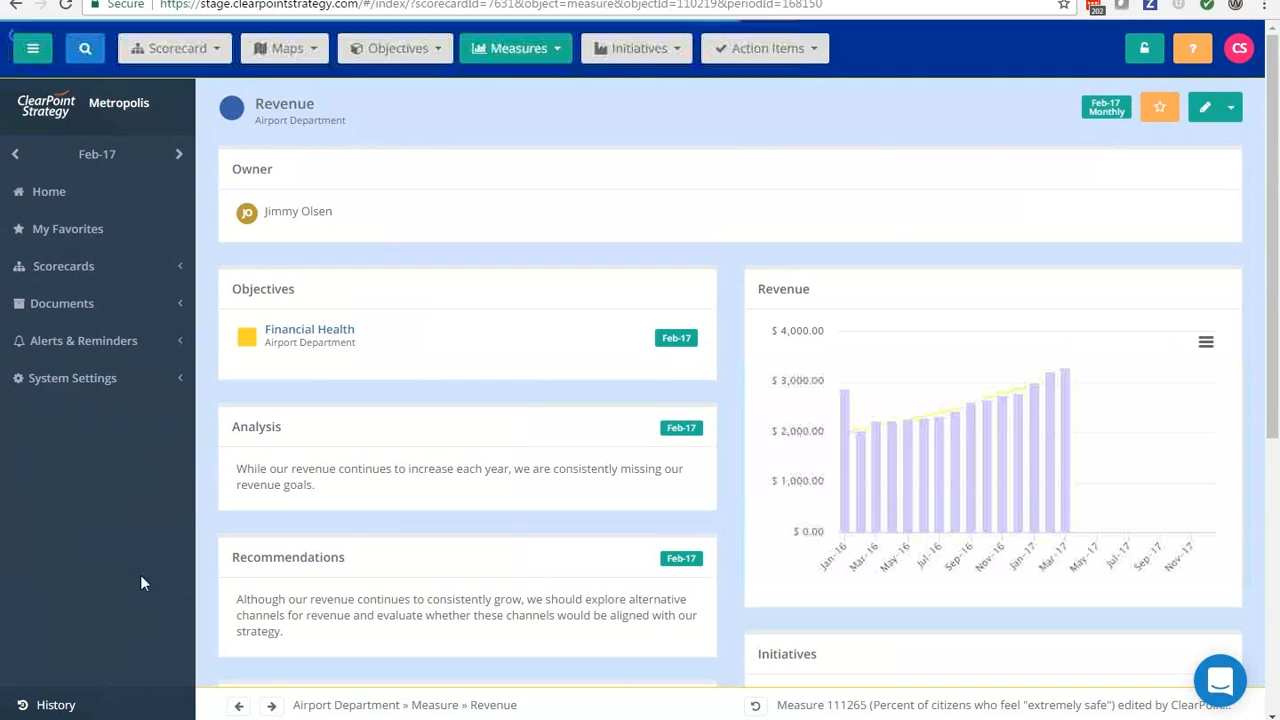 Secure
https://stage.clearpointstrategy.com/#/index/?scorecardId=7631&object=measure&objectId=110219&periodId=168150
202
Z
W
Scorecard
Maps
Objectives
Measures
Initiatives
Action Items
?
CS
ClearPoint
Strategy
Metropolis
Feb-17
Home
My Favorites
Scorecards
Documents
Alerts & Reminders
System Settings
History
Revenue
Airport Department
Feb-17
Monthly
Owner
JO
Jimmy Olsen
Objectives
Financial Health
Airport Department
Feb-17
Analysis
Feb-17
While our revenue continues to increase each year, we are consistently missing our
revenue goals.
Recommendations
Feb-17
Although our revenue continues to consistently grow, we should explore alternative
channels for revenue and evaluate whether these channels would be aligned with our
strategy.
Revenue
$ 4,000.00
$ 3,000.00
$ 2,000.00
$ 1,000.00
$ 0.00
Jan-16
Mar-16
May-16
Jul-16
Sep-16
Nov-16
Jan-17
Mar-17
May-17
Jul-17
Sep-17
Nov-17
Initiatives
Airport Department » Measure » Revenue
Measure 111265 (Percent of citizens who feel "extremely safe") edited by ClearPoin...